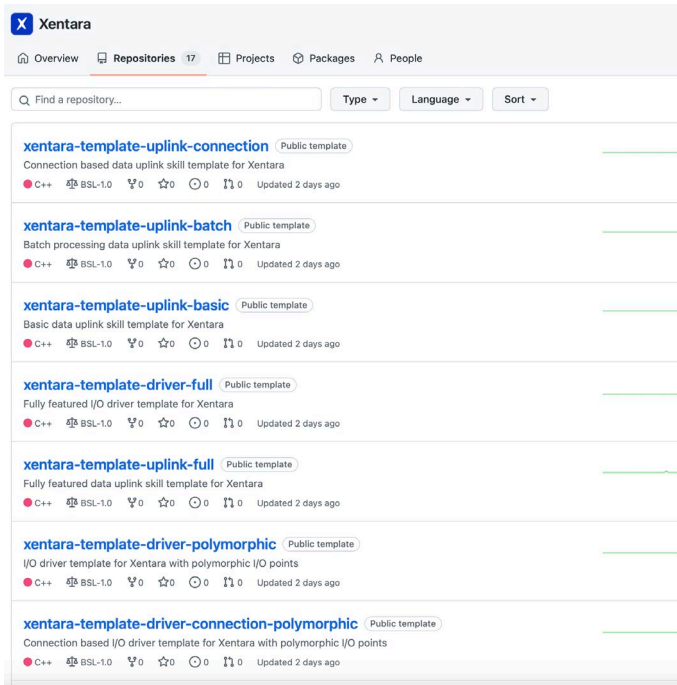 X Xentara
Overview Repositories 17 Projects Packages People
Find a repository... Type Language Sort
xentara-template-uplink-connection Public template
Connection based data uplink skill template for Xentara
C++ BSL-1.0 0 0 0 0 Updated 2 days ago
xentara-template-uplink-batch Public template
Batch processing data uplink skill template for Xentara
C++ BSL-1.0 0 0 0 0 Updated 2 days ago
xentara-template-uplink-basic Public template
Basic data uplink skill template for Xentara
C++ BSL-1.0 0 0 0 0 Updated 2 days ago
xentara-template-driver-full Public template
Fully featured I/O driver template for Xentara
C++ BSL-1.0 0 0 0 0 Updated 2 days ago
xentara-template-uplink-full Public template
Fully featured data uplink skill template for Xentara
C++ BSL-1.0 0 0 0 0 Updated 2 days ago
xentara-template-driver-polymorphic Public template
I/O driver template for Xentara with polymorphic I/O points
C++ BSL-1.0 0 0 0 0 Updated 2 days ago
xentara-template-driver-connection-polymorphic Public template
Connection based I/O driver template for Xentara with polymorphic I/O points
C++ BSL-1.0 0 0 0 0 Updated 2 days ago